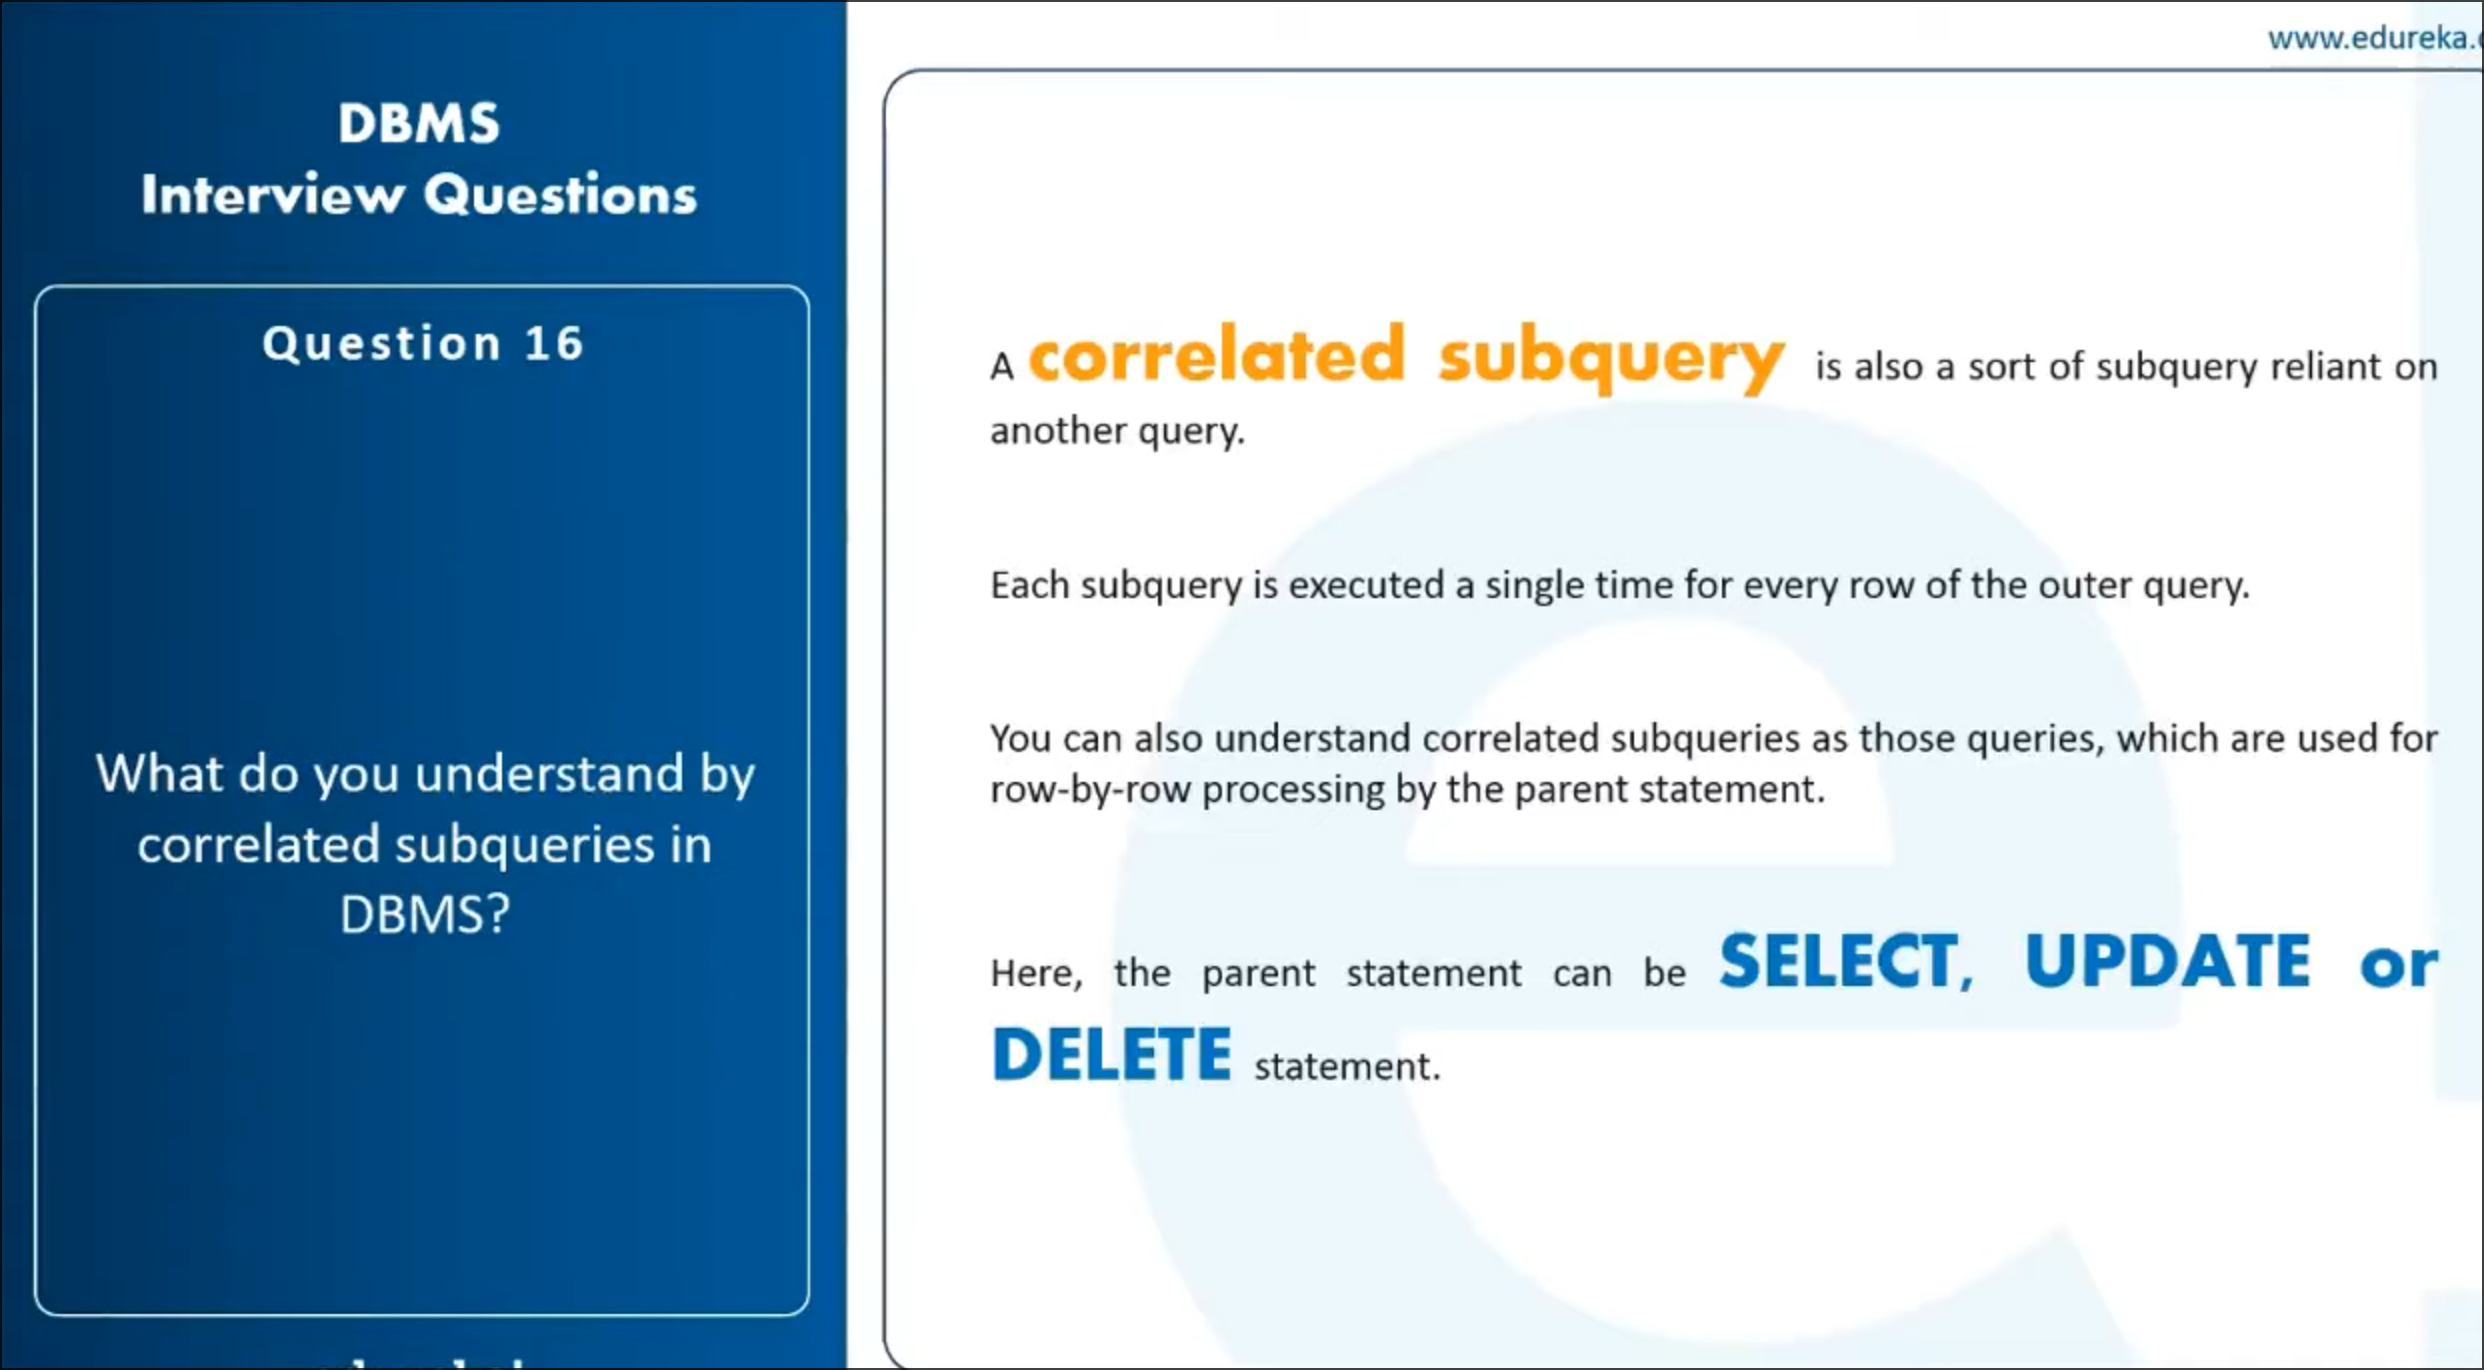 www.edureka.
DBMS
Interview Questions
Question 16
What do you understand by
correlated subqueries in
DBMS?
A correlated subquery is also a sort of subquery reliant on
another query.
Each subquery is executed a single time for every row of the outer query.
You can also understand correlated subqueries as those queries, which are used for
row-by-row processing by the parent statement.
Here, the parent statement can be SELECT, UPDATE or
DELETE statement.